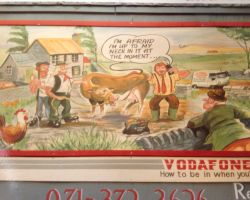 I'M AFRAID
I'M UP TO MY
NECK IN IT AT
THE MOMENT...
VODAFONE
How to be in when you
071-372 2626
Re